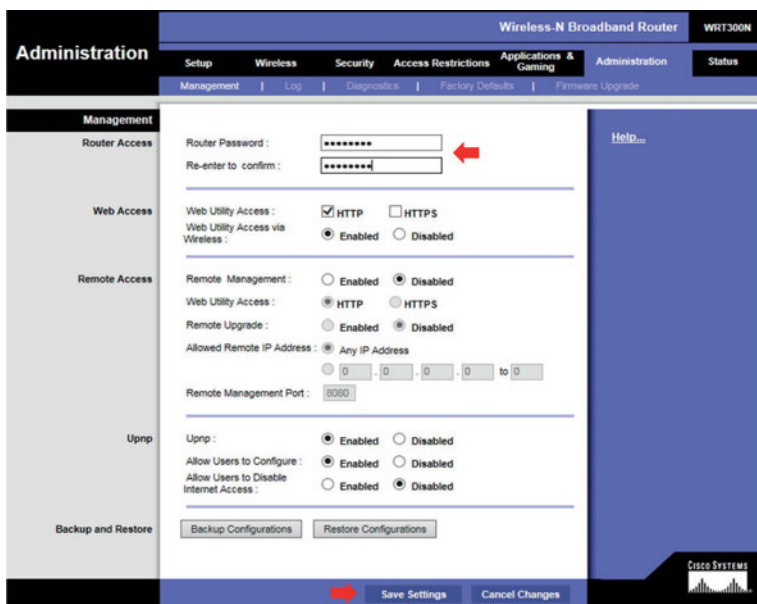 Wireless-N Broadband Router WRT300N
Administration
Setup Wireless Security Access Restrictions Applications & Gaming Administration Status
Management | Log | Diagnostics | Factory Defaults | Firmware Upgrade
Management
Router Access
Router Password :
Re-enter to confirm :
Help...
Web Access
Web Utility Access : HTTP HTTPS
Web Utility Access via Wireless : Enabled Disabled
Remote Access
Remote Management : Enabled Disabled
Web Utility Access : HTTP HTTPS
Remote Upgrade : Enabled Disabled
Allowed Remote IP Address : Any IP Address
0 . 0 . 0 . 0 to 0
Remote Management Port : 8080
Upnp
Upnp : Enabled Disabled
Allow Users to Configure : Enabled Disabled
Allow Users to Disable Internet Access : Enabled Disabled
Backup and Restore
Backup Configurations Restore Configurations
Save Settings Cancel Changes
CISCO SYSTEMS